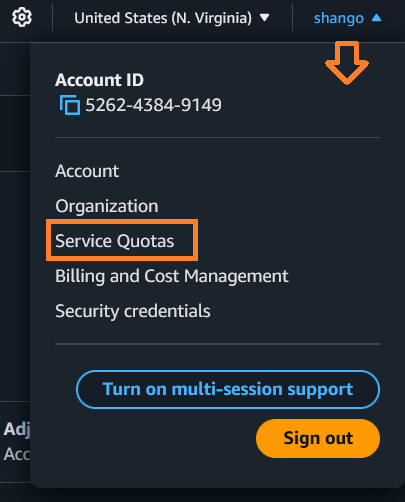 United States (N. Virginia) shango
Account ID
5262-4384-9149
Account
Organization
Service Quotas
Billing and Cost Management
Security credentials
Turn on multi-session support
Sign out
Adj
Acc